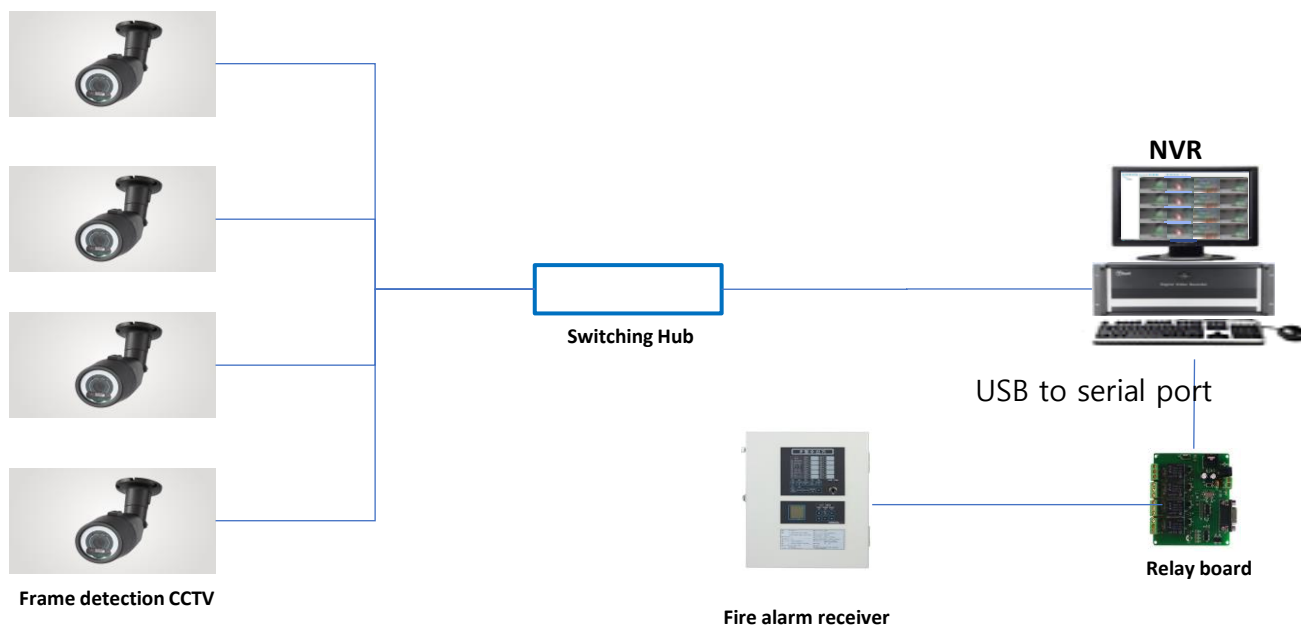 NVR
Switching Hub
USB to serial port
Relay board
Frame detection CCTV
Fire alarm receiver